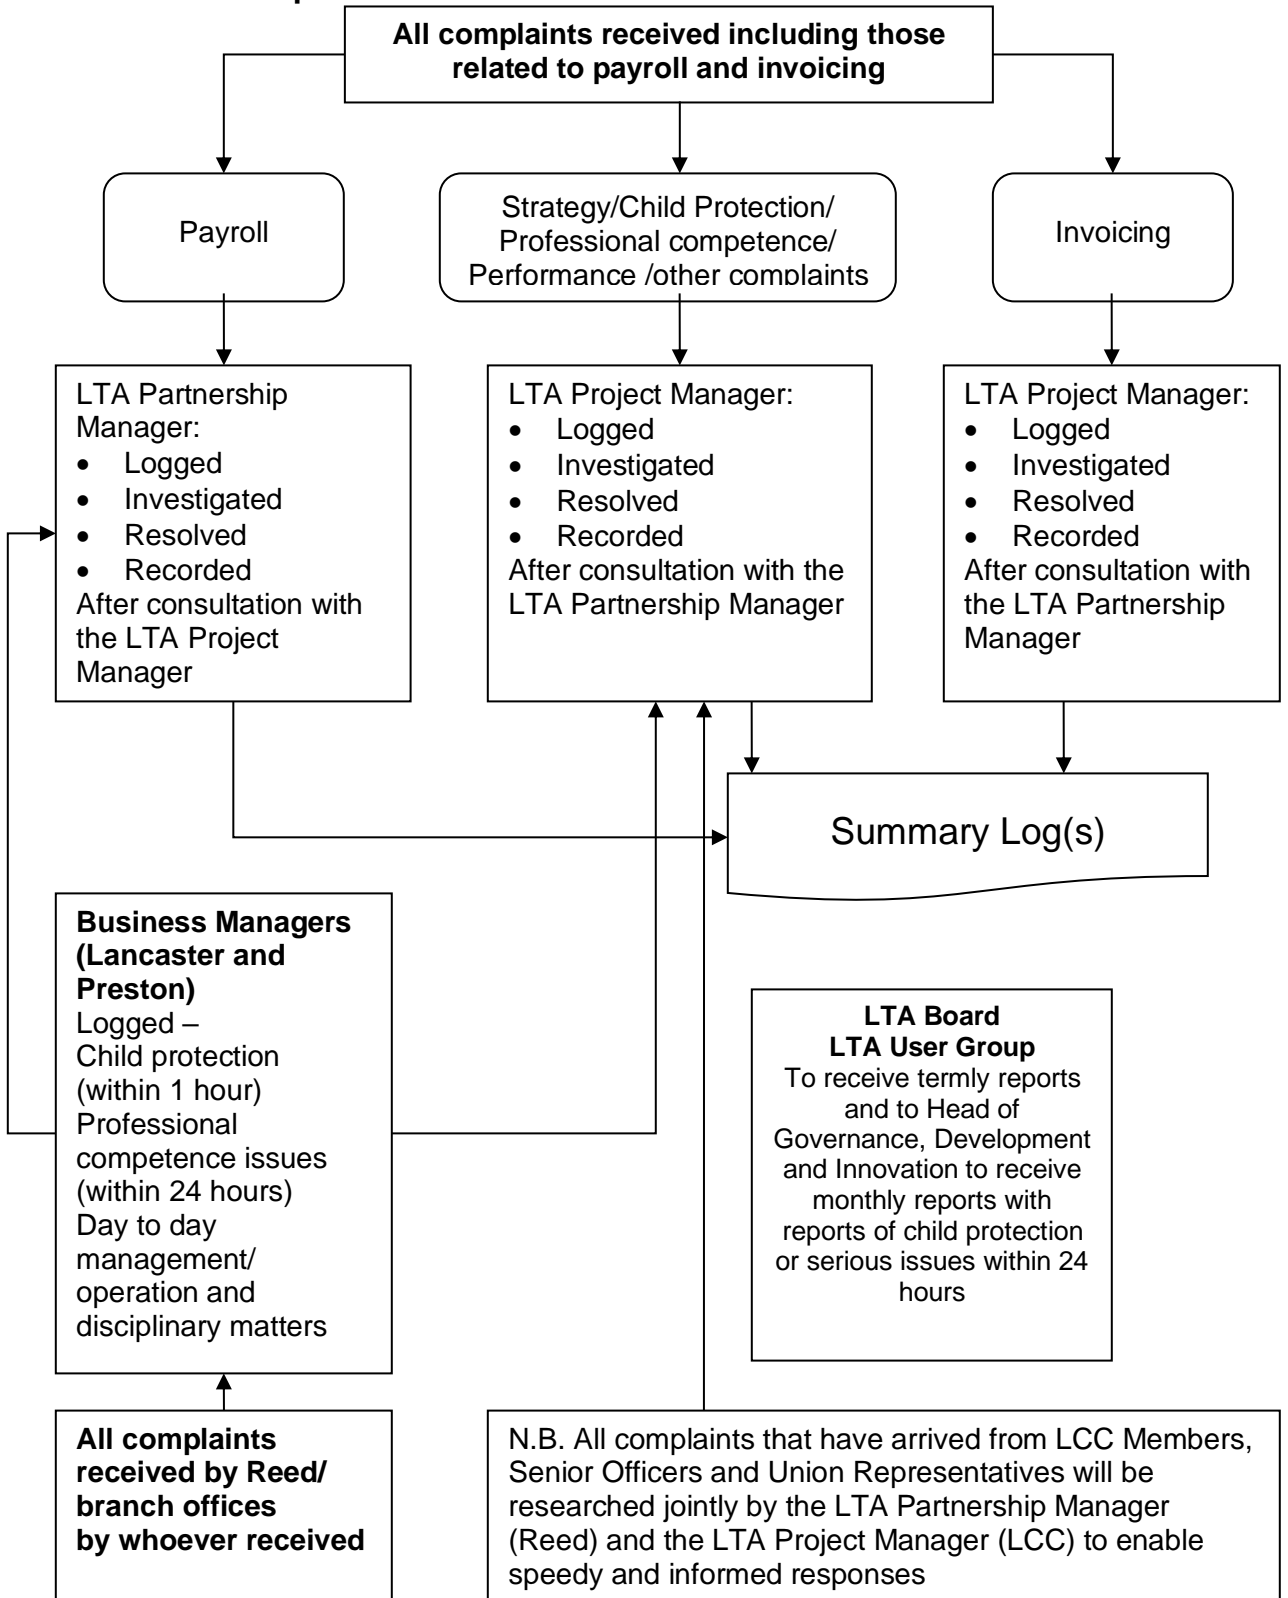 All complaints received including those
related to payroll and invoicing
Payroll
Strategy/Child Protection/
Professional competence/
Performance /other complaints
Invoicing
LTA Partnership
Manager:
• Logged
• Investigated
• Resolved
• Recorded
After consultation with
the LTA Project
Manager
LTA Project Manager:
• Logged
• Investigated
• Resolved
• Recorded
After consultation with the
LTA Partnership Manager
LTA Project Manager:
• Logged
• Investigated
• Resolved
• Recorded
After consultation with
the LTA Partnership
Manager
Summary Log(s)
Business Managers
(Lancaster and
Preston)
Logged –
Child protection
(within 1 hour)
Professional
competence issues
(within 24 hours)
Day to day
management/
operation and
disciplinary matters
LTA Board
LTA User Group
To receive termly reports
and to Head of
Governance, Development
and Innovation to receive
monthly reports with
reports of child protection
or serious issues within 24
hours
All complaints
received by Reed/
branch offices
by whoever received
N.B. All complaints that have arrived from LCC Members,
Senior Officers and Union Representatives will be
researched jointly by the LTA Partnership Manager
(Reed) and the LTA Project Manager (LCC) to enable
speedy and informed responses